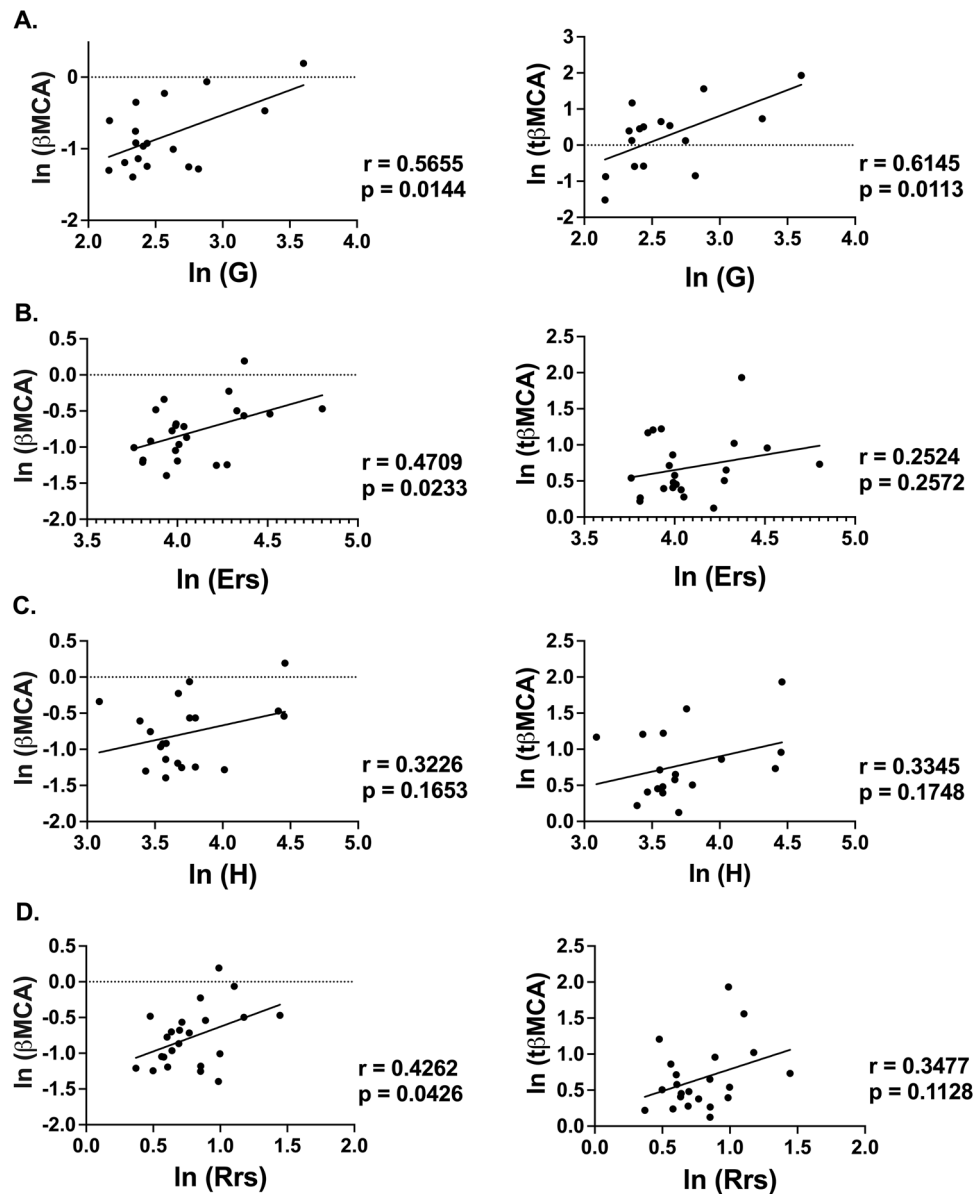 A.
ln (βMCA)
0
-1
-2
2.0 2.5 3.0 3.5 4.0
ln (G)
r = 0.5655
p = 0.0144
ln (tβMCA)
3
2
1
0
-1
-2
2.0 2.5 3.0 3.5 4.0
ln (G)
r = 0.6145
p = 0.0113
B.
ln (βMCA)
0.5
0.0
-0.5
-1.0
-1.5
-2.0
3.5 4.0 4.5 5.0
ln (Ers)
r = 0.4709
p = 0.0233
ln (tβMCA)
2.5
2.0
1.5
1.0
0.5
0.0
3.5 4.0 4.5 5.0
ln (Ers)
r = 0.2524
p = 0.2572
C.
ln (βMCA)
0.5
0.0
-0.5
-1.0
-1.5
-2.0
3.0 3.5 4.0 4.5 5.0
ln (H)
r = 0.3226
p = 0.1653
ln (tβMCA)
2.5
2.0
1.5
1.0
0.5
0.0
3.0 3.5 4.0 4.5 5.0
ln (H)
r = 0.3345
p = 0.1748
D.
ln (βMCA)
0.5
0.0
-0.5
-1.0
-1.5
-2.0
0.0 0.5 1.0 1.5 2.0
ln (Rrs)
r = 0.4262
p = 0.0426
ln (tβMCA)
2.5
2.0
1.5
1.0
0.5
0.0
0.0 0.5 1.0 1.5 2.0
ln (Rrs)
r = 0.3477
p = 0.1128